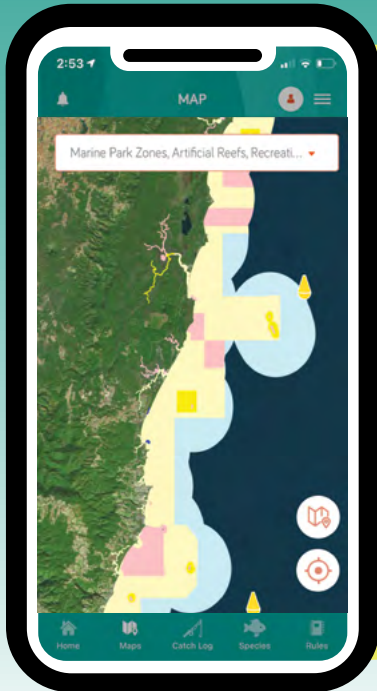 2:53
MAP
Marine Park Zones, Artificial Reefs, Recreati...
Home Maps Catch Log Species Rules